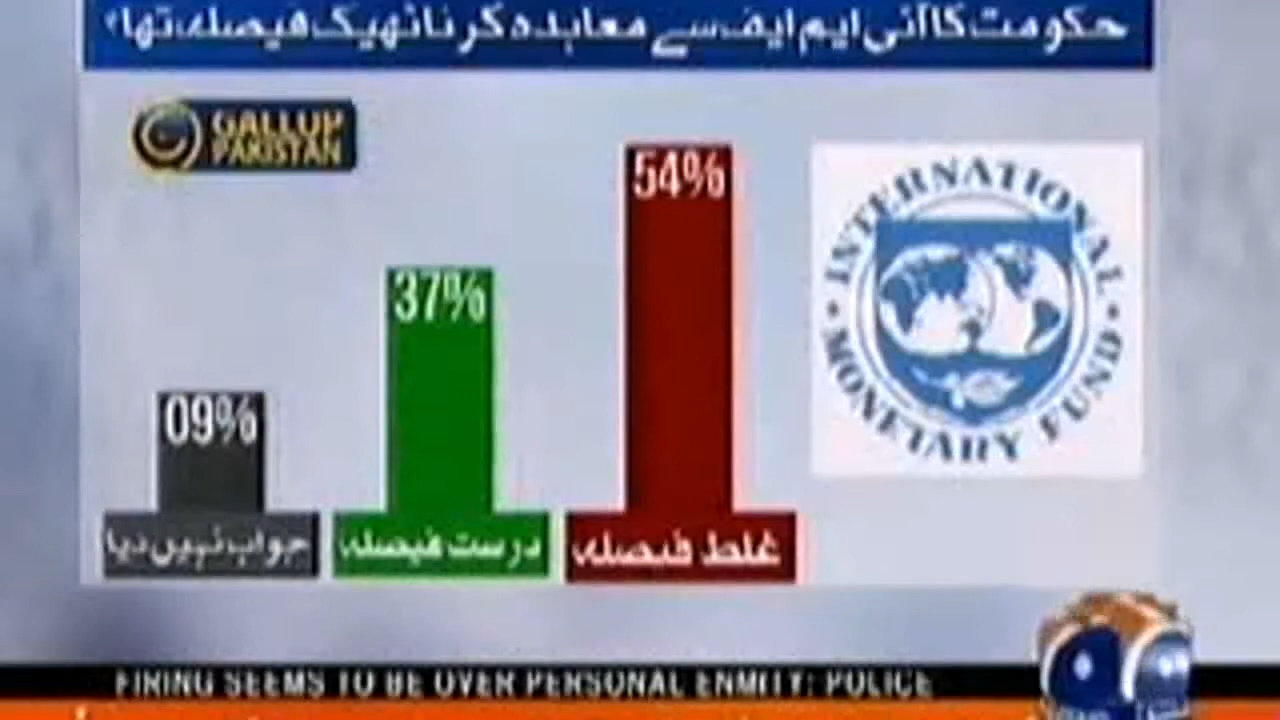 حکومت کا آئی ایم ایف سے معاہدہ کرنا ٹھیک فیصلہ تھا؟
GALLUP
PAKISTAN
54%
37%
09%
INTERNATIONAL
MONETARY FUND
غلط فیصلہ
درست فیصلہ
جواب نہیں دیا
FIRING SEEMS TO BE OVER PERSONAL ENMITY: POLICE